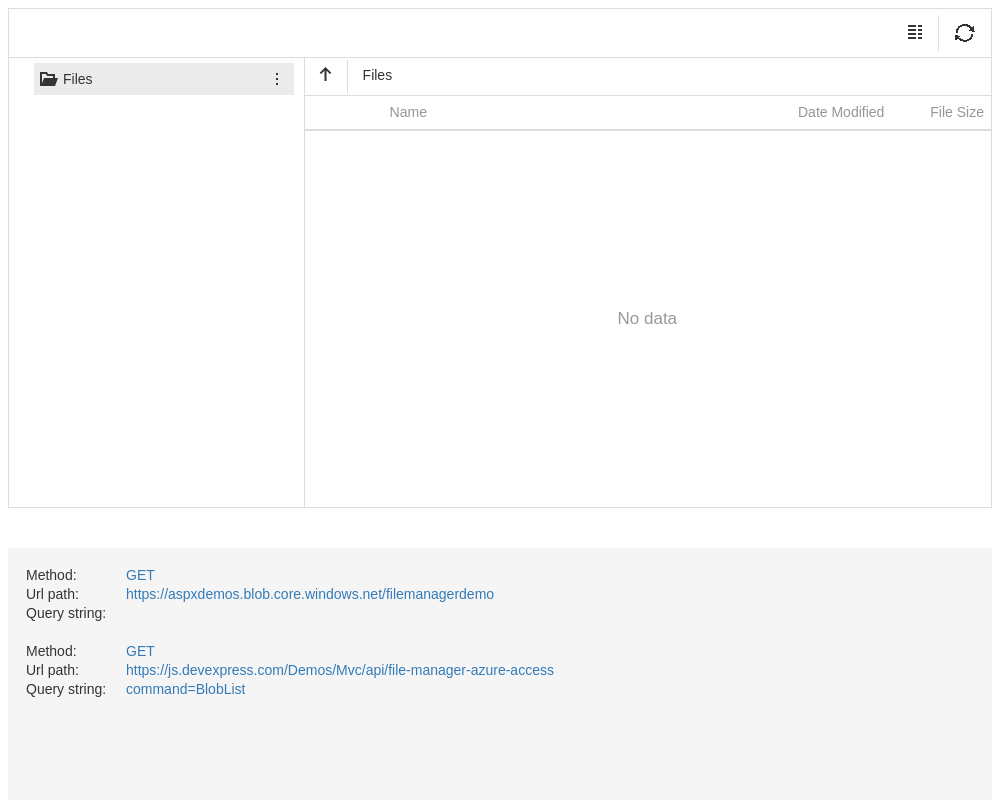 Files
Files
Name Date Modified File Size
No data
Method: GET
Url path: https://aspxdemos.blob.core.windows.net/filemanagerdemo
Query string:
Method: GET
Url path: https://js.devexpress.com/Demos/Mvc/api/file-manager-azure-access
Query string: command=BlobList